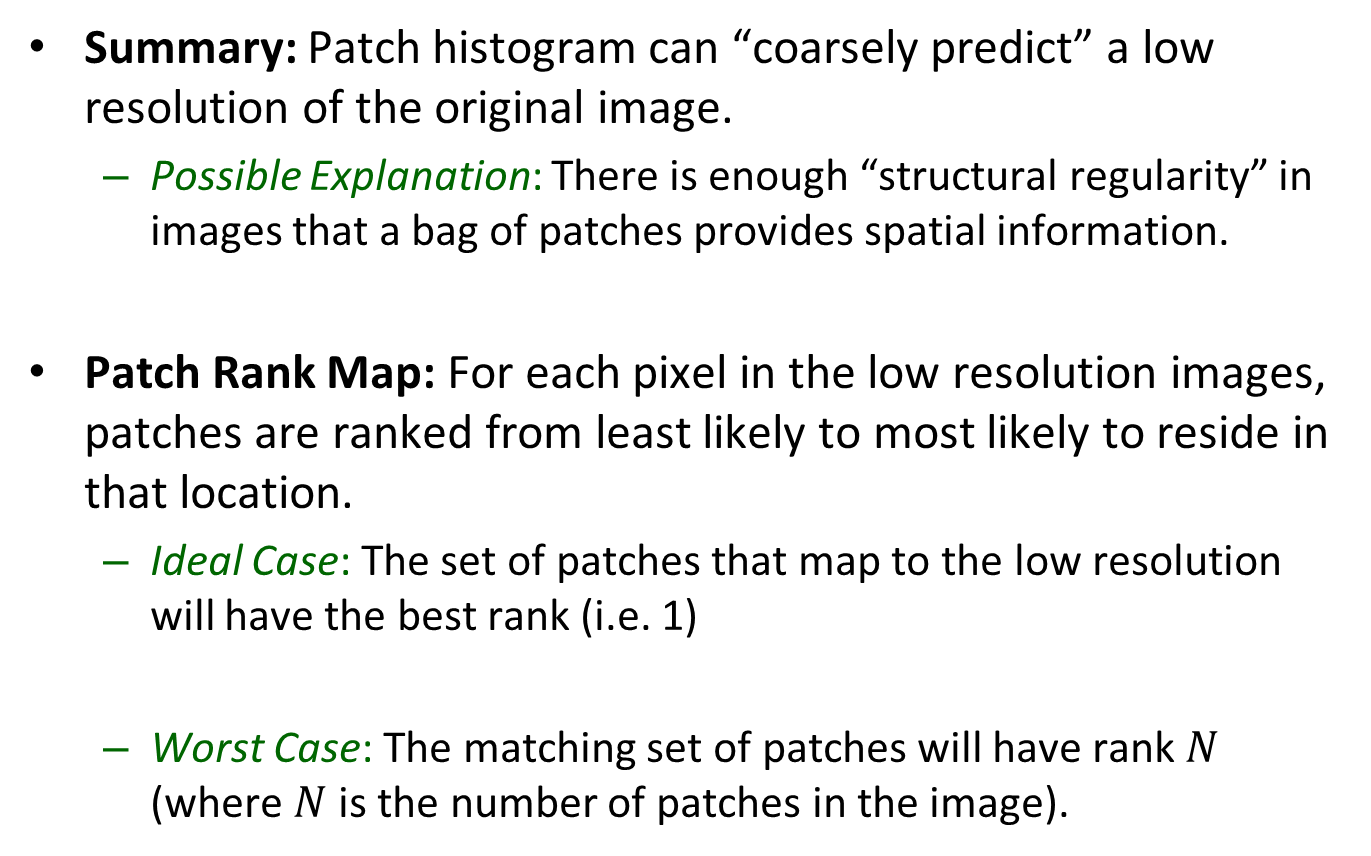 • Summary: Patch histogram can “coarsely predict” a low
resolution of the original image.
– Possible Explanation: There is enough “structural regularity” in
images that a bag of patches provides spatial information.
• Patch Rank Map: For each pixel in the low resolution images,
patches are ranked from least likely to most likely to reside in
that location.
– Ideal Case: The set of patches that map to the low resolution
will have the best rank (i.e. 1)
– Worst Case: The matching set of patches will have rank N
(where N is the number of patches in the image).